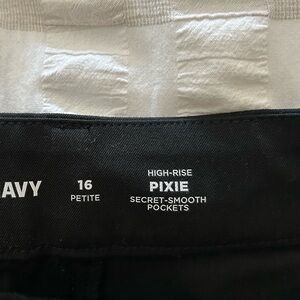 AVY
16
PETITE
HIGH-RISE
PIXIE
SECRET-SMOOTH
POCKETS